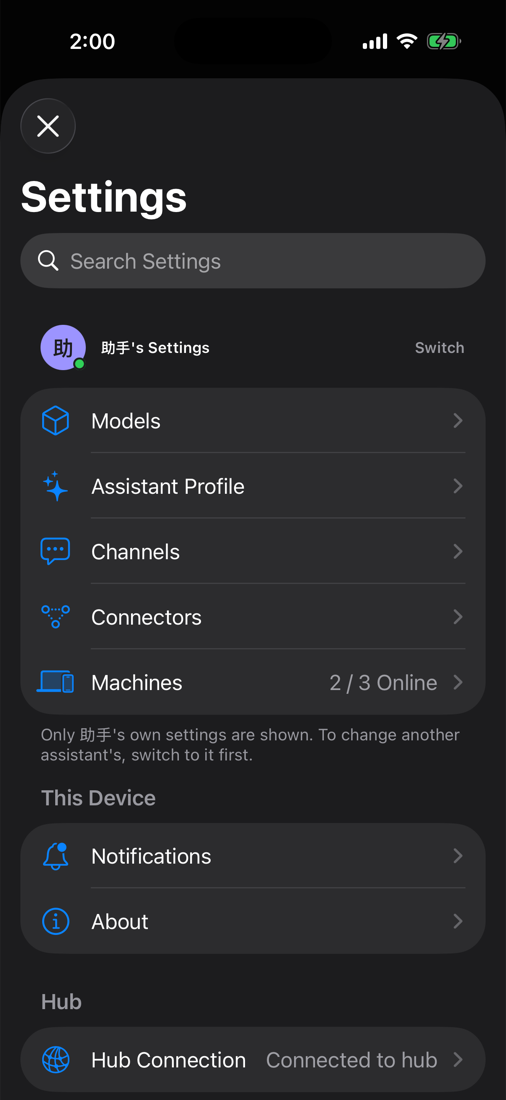 2:00
Settings
Search Settings
助
助手's Settings
Switch
Models
Assistant Profile
Channels
Connectors
Machines
2 / 3 Online
Only 助手's own settings are shown. To change another
assistant's, switch to it first.
This Device
Notifications
About
Hub
Hub Connection
Connected to hub